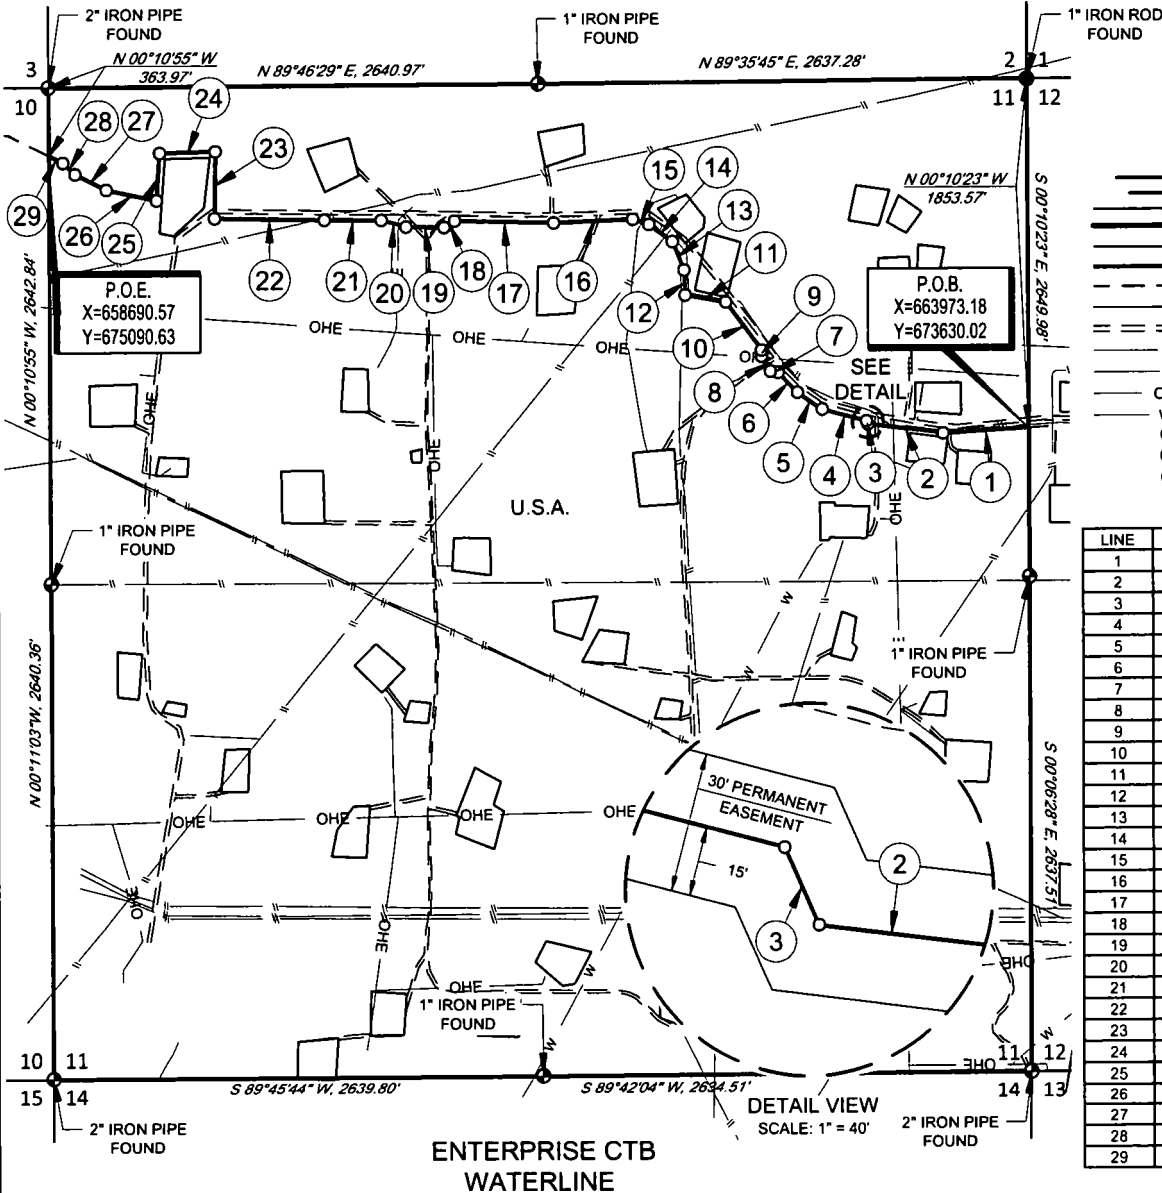 2" IRON PIPE
FOUND
1" IRON PIPE
FOUND
1" IRON ROD
FOUND
N 00°10'55" W
363.97'
N 89°46'29" E, 2640.97'
N 89°35'45" E, 2637.28'
3
10
2
1
11
12
24
28
27
23
29
26
25
22
21
20
19
18
17
16
15
14
13
12
11
10
9
8
7
6
5
4
3
2
1
N 00°10'23" W
1853.57'
S 00°10'23" E, 2649.98'
P.O.E.
X=658690.57
Y=675090.63
P.O.B.
X=663973.18
Y=673630.02
N 00°10'55" W, 2642.84'
OHE
OHE
OHE
OHE
SEE
DETAIL
OHE
OHE
OHE
U.S.A.
1" IRON PIPE
FOUND
1" IRON PIPE
FOUND
W
W
N 00°11'03"W, 2640.36'
S 00°06'28" E, 2637.51'
30' PERMANENT
EASEMENT
15'
2
3
OHE
OHE
OHE
OHE
OHE
OHE
OHE
OHE
OHE
W
W
W
1" IRON PIPE
FOUND
10
11
15
14
11
12
14
13
S 89°45'44" W, 2639.80'
S 89°42'04" W, 2634.51'
DETAIL VIEW
SCALE: 1" = 40'
2" IRON PIPE
FOUND
2" IRON PIPE
FOUND
ENTERPRISE CTB
WATERLINE
LINE
1
2
3
4
5
6
7
8
9
10
11
12
13
14
15
16
17
18
19
20
21
22
23
24
25
26
27
28
29